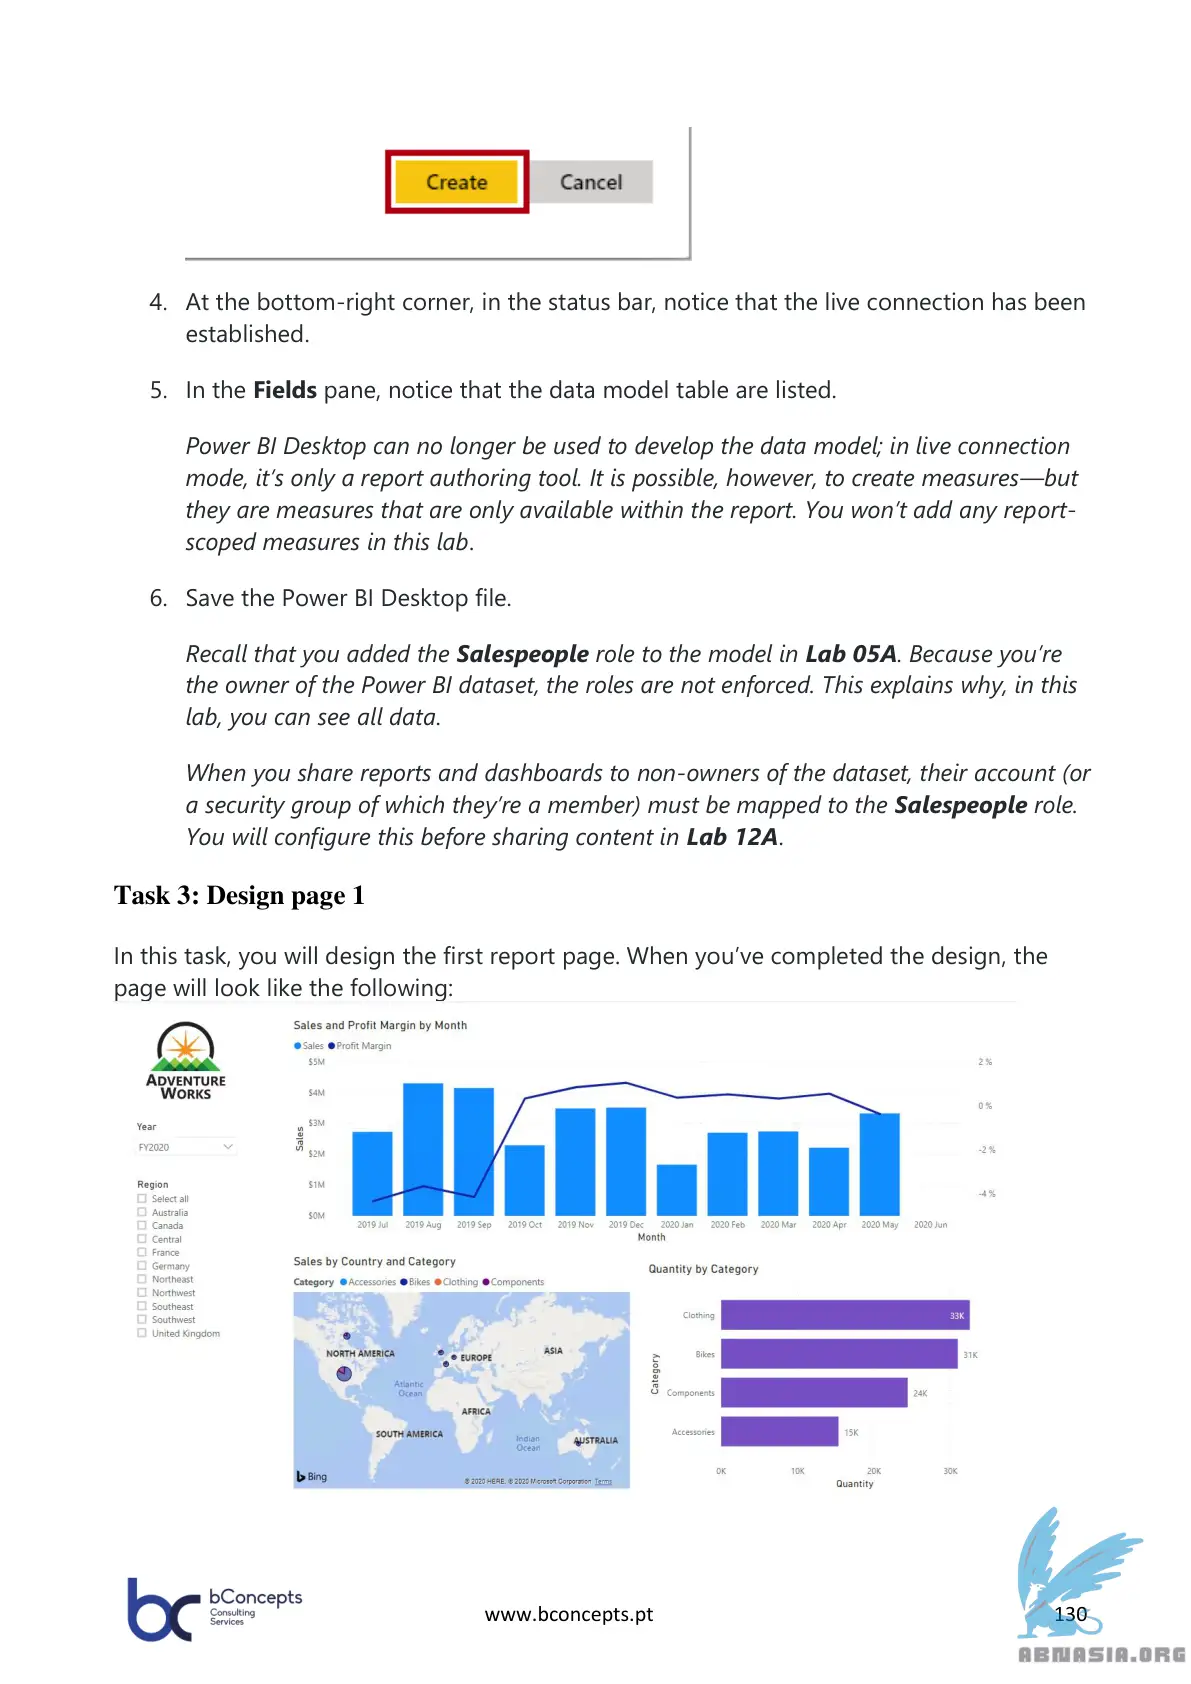 Create
Cancel
4. At the bottom-right corner, in the status bar, notice that the live connection has been
established.
5. In the Fields pane, notice that the data model table are listed.
Power BI Desktop can no longer be used to develop the data model; in live connection
mode, it's only a report authoring tool. It is possible, however, to create measures—but
they are measures that are only available within the report. You won't add any report-
scoped measures in this lab.
6. Save the Power BI Desktop file.
Recall that you added the Salespeople role to the model in Lab 05A. Because you're
the owner of the Power BI dataset, the roles are not enforced. This explains why, in this
lab, you can see all data.
When you share reports and dashboards to non-owners of the dataset, their account (or
a security group of which they're a member) must be mapped to the Salespeople role.
You will configure this before sharing content in Lab 12A.
Task 3: Design page 1
In this task, you will design the first report page. When you've completed the design, the
page will look like the following:
ADVENTURE
WORKS
Year
FY2020
Region
Select all
Australia
Canada
Central
France
Germany
Northeast
Northwest
Southeast
Southwest
United Kingdom
Sales and Profit Margin by Month
Sales Profit Margin
$5M
$4M
$3M
$2M
$1M
$0M
Sales
2 %
0 %
-2 %
-4 %
2019 Jul 2019 Aug 2019 Sep 2019 Oct 2019 Nov 2019 Dec 2020 Jan 2020 Feb 2020 Mar 2020 Apr 2020 May 2020 Jun
Month
Sales by Country and Category
Category Accessories Bikes Clothing Components
NORTH AMERICA
EUROPE
ASIA
Atlantic
Ocean
AFRICA
SOUTH AMERICA
Indian
Ocean
AUSTRALIA
Bing
© 2020 HERE, © 2020 Microsoft Corporation Terms
Quantity by Category
Category
Clothing 33K
Bikes 31K
Components 24K
Accessories 15K
0K 10K 20K 30K
Quantity
bc bConcepts
Consulting
Services
www.bconcepts.pt
130
ABNASIA.ORG